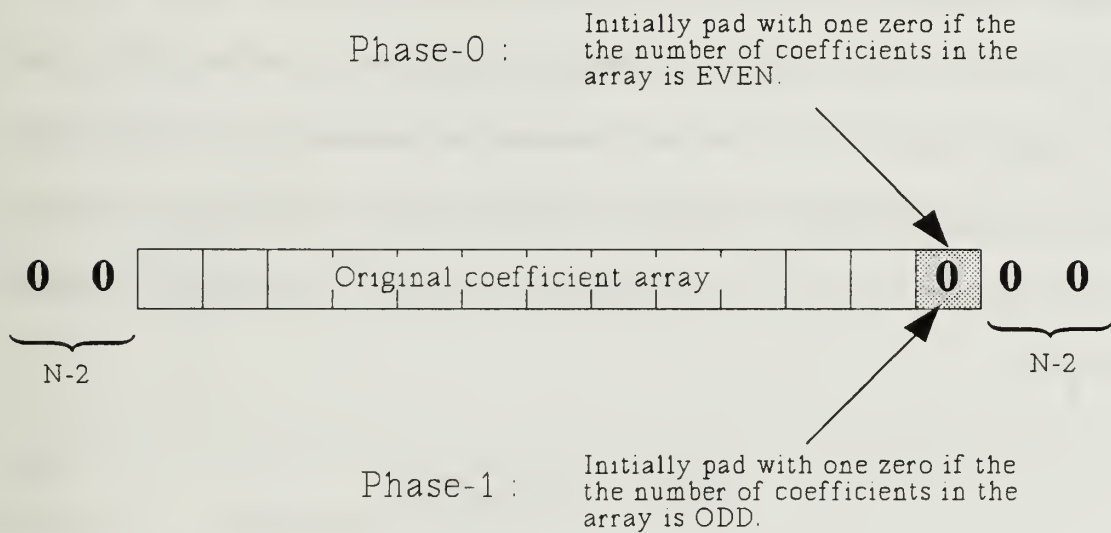 Phase-0 :
Initially pad with one zero if the
the number of coefficients in the
array is EVEN.
0 0 Original coefficient array 0 0 0
N-2 N-2
Phase-1 :
Initially pad with one zero if the
the number of coefficients in the
array is ODD.